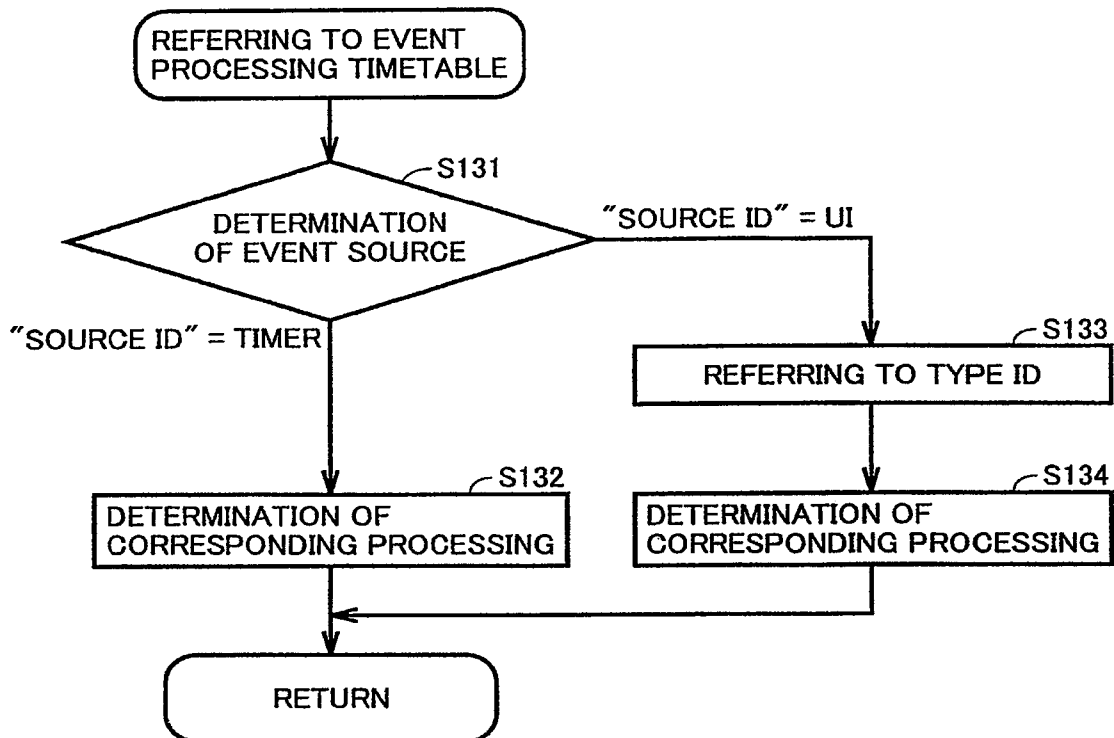 REFERRING TO EVENT
PROCESSING TIMETABLE
S131
DETERMINATION
OF EVENT SOURCE
"SOURCE ID" = UI
"SOURCE ID" = TIMER
S133
REFERRING TO TYPE ID
S132
DETERMINATION OF
CORRESPONDING PROCESSING
S134
DETERMINATION OF
CORRESPONDING PROCESSING
RETURN